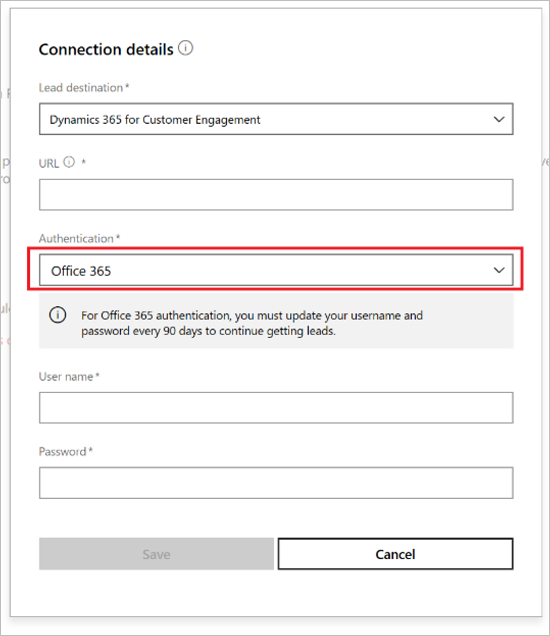 Connection details
Lead destination*
Dynamics 365 for Customer Engagement
URL *
Authentication*
Office 365
For Office 365 authentication, you must update your username and
password every 90 days to continue getting leads.
User name*
Password*
Save
Cancel